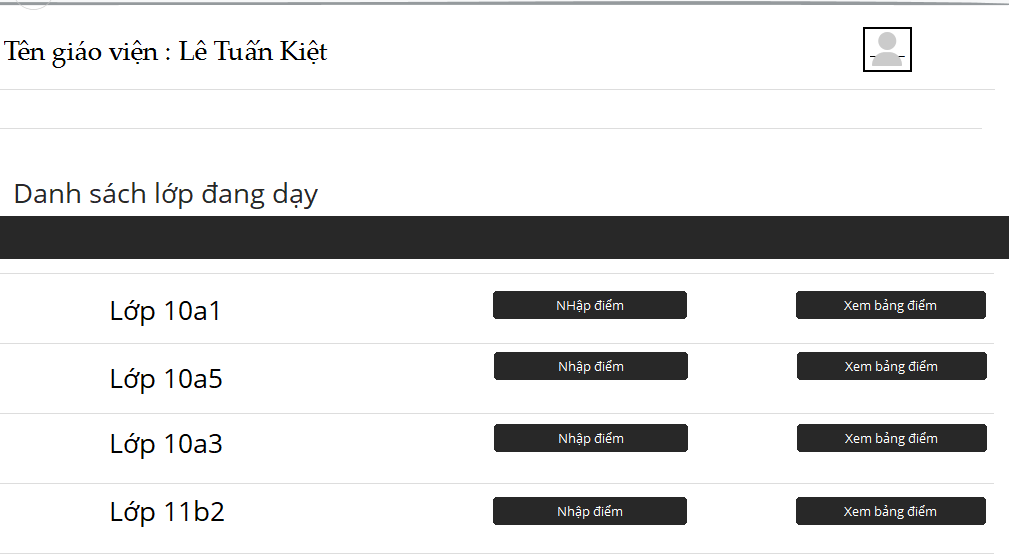 Tên giáo viện : Lê Tuấn Kiệt
Danh sách lớp đang dạy
Lớp 10a1 NHập điểm Xem bảng điểm
Lớp 10a5 Nhập điểm Xem bảng điểm
Lớp 10a3 Nhập điểm Xem bảng điểm
Lớp 11b2 Nhập điểm Xem bảng điểm